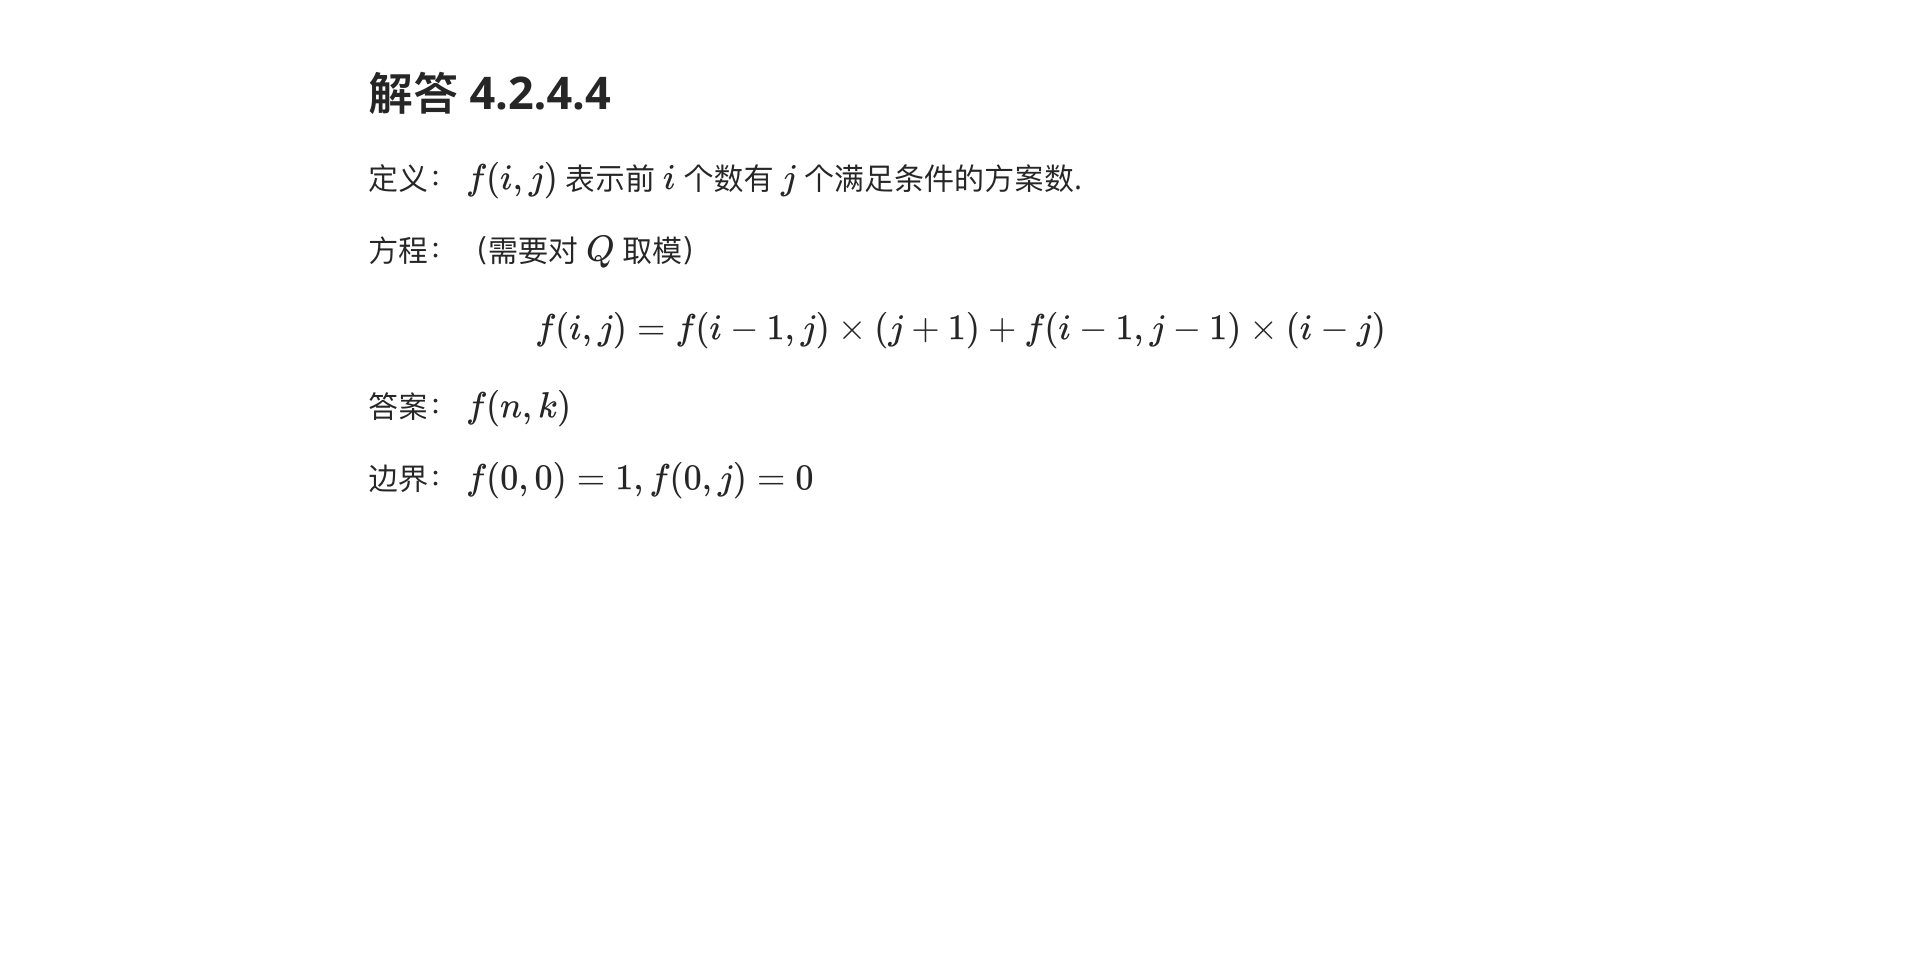 解答 4.2.4.4
定义： f(i, j) 表示前 i 个数有 j 个满足条件的方案数.
方程：（需要对 Q 取模）
f(i, j) = f(i − 1, j) × (j + 1) + f(i − 1, j − 1) × (i − j)
答案： f(n, k)
边界： f(0, 0) = 1, f(0, j) = 0